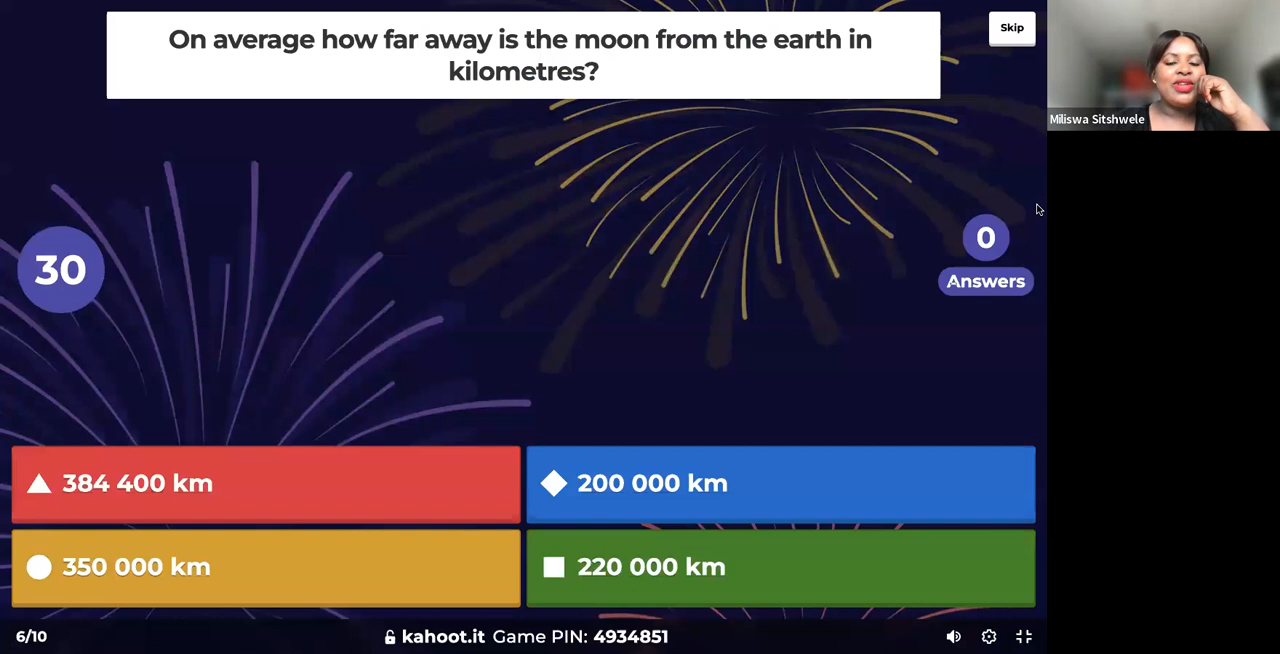 On average how far away is the moon from the earth in
kilometres?
Skip
Miliswa Sitshwele
30
0
Answers
384 400 km
200 000 km
350 000 km
220 000 km
6/10
kahoot.it Game PIN: 4934851